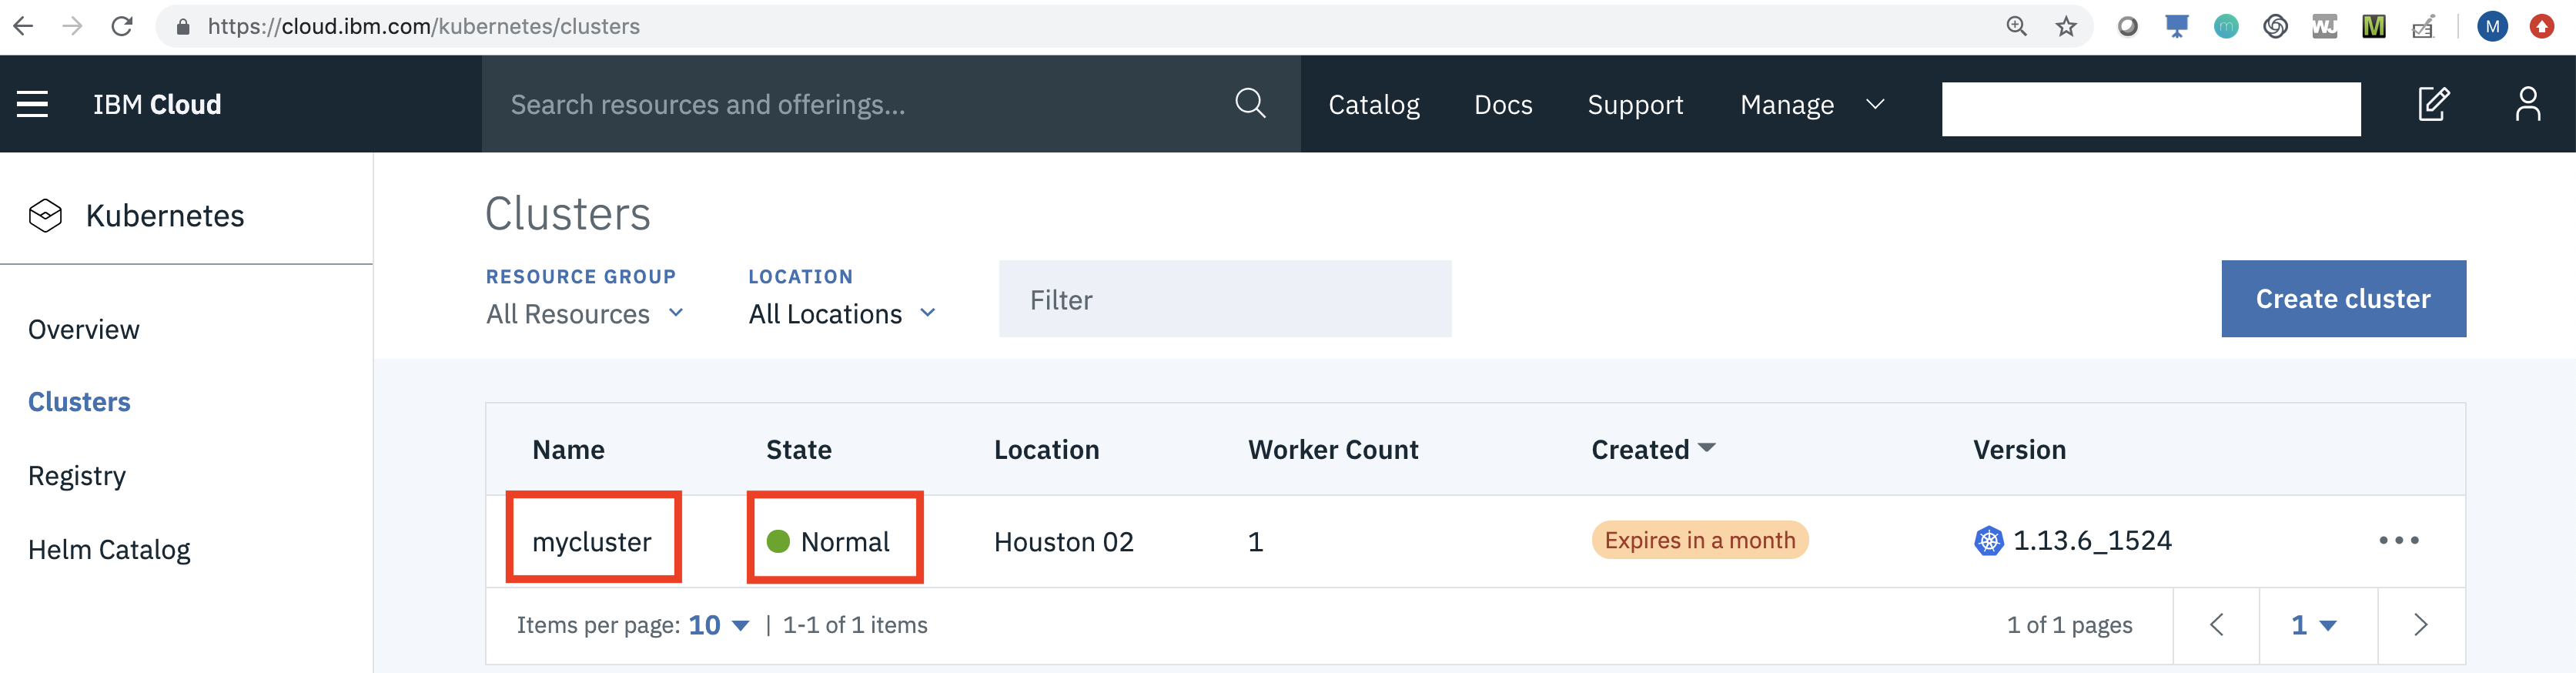 https://cloud.ibm.com/kubernetes/clusters
M
IBM Cloud
Search resources and offerings...
Catalog
Docs
Support
Manage
Kubernetes
Overview
Clusters
Registry
Helm Catalog
Clusters
RESOURCE GROUP
All Resources
LOCATION
All Locations
Filter
Create cluster
Name State Location Worker Count Created Version
mycluster Normal Houston 02 1 Expires in a month 1.13.6_1524
Items per page: 10 | 1-1 of 1 items
1 of 1 pages
1